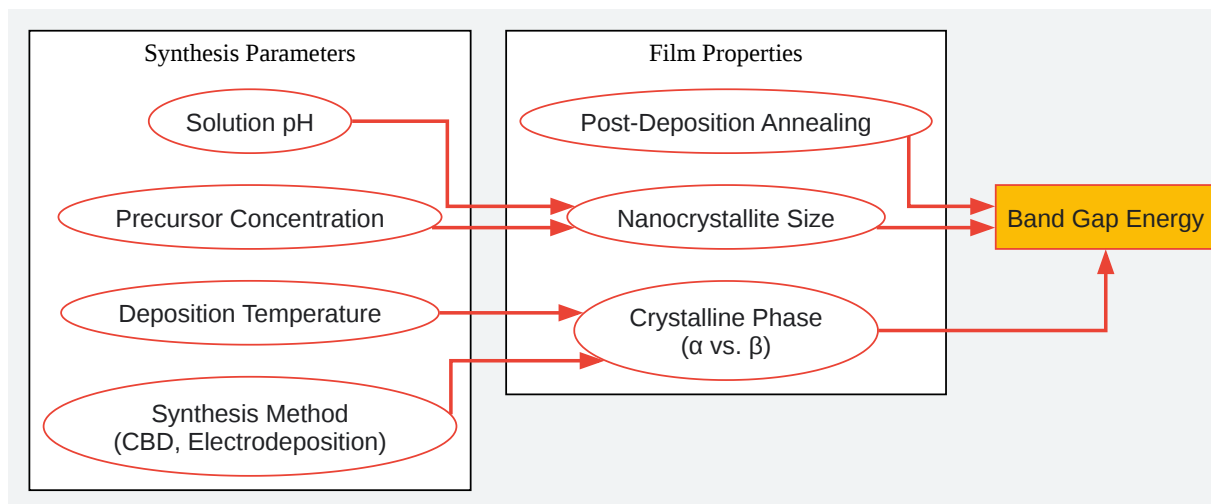 Synthesis Parameters
Solution pH
Precursor Concentration
Deposition Temperature
Synthesis Method
(CBD, Electrodeposition)
Film Properties
Post-Deposition Annealing
Nanocrystallite Size
Crystalline Phase
(α vs. β)
Band Gap Energy